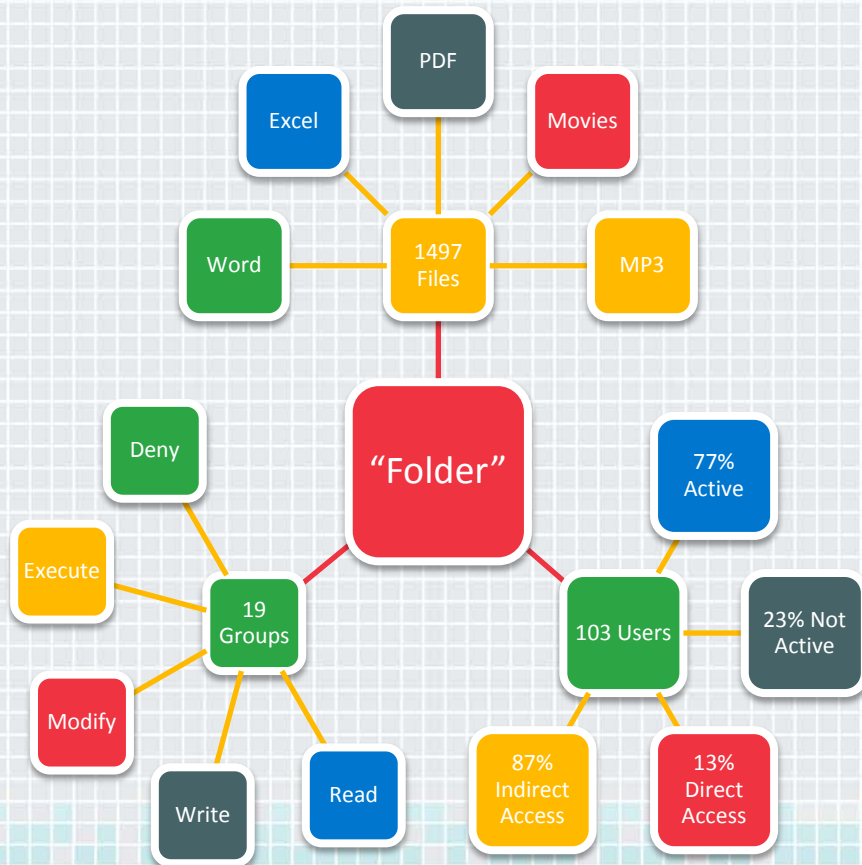 PDF
Excel
Movies
Word
1497
Files
MP3
“Folder”
Deny
77%
Active
Execute
19
Groups
103 Users
23% Not
Active
Modify
Write
Read
87%
Indirect
Access
13%
Direct
Access